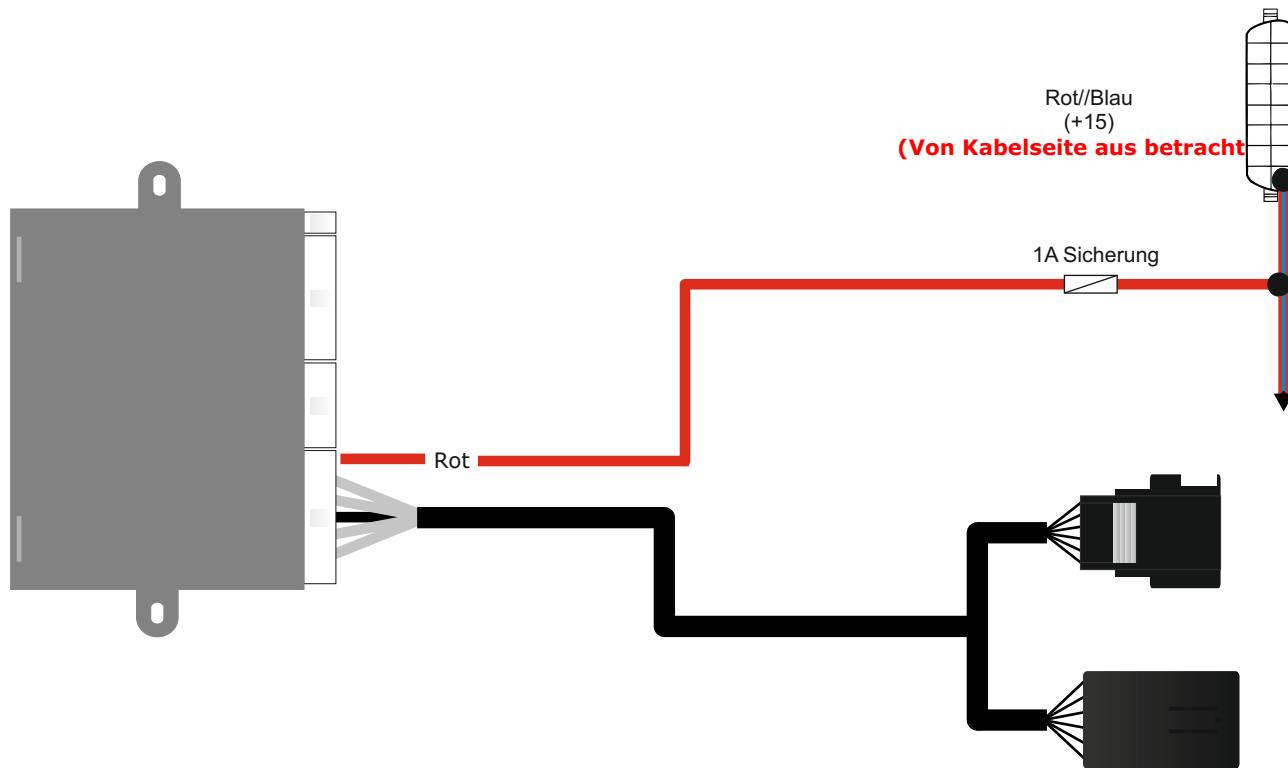 Rot//Blau
(+15)
(Von Kabelseite aus betracht
1A Sicherung
Rot